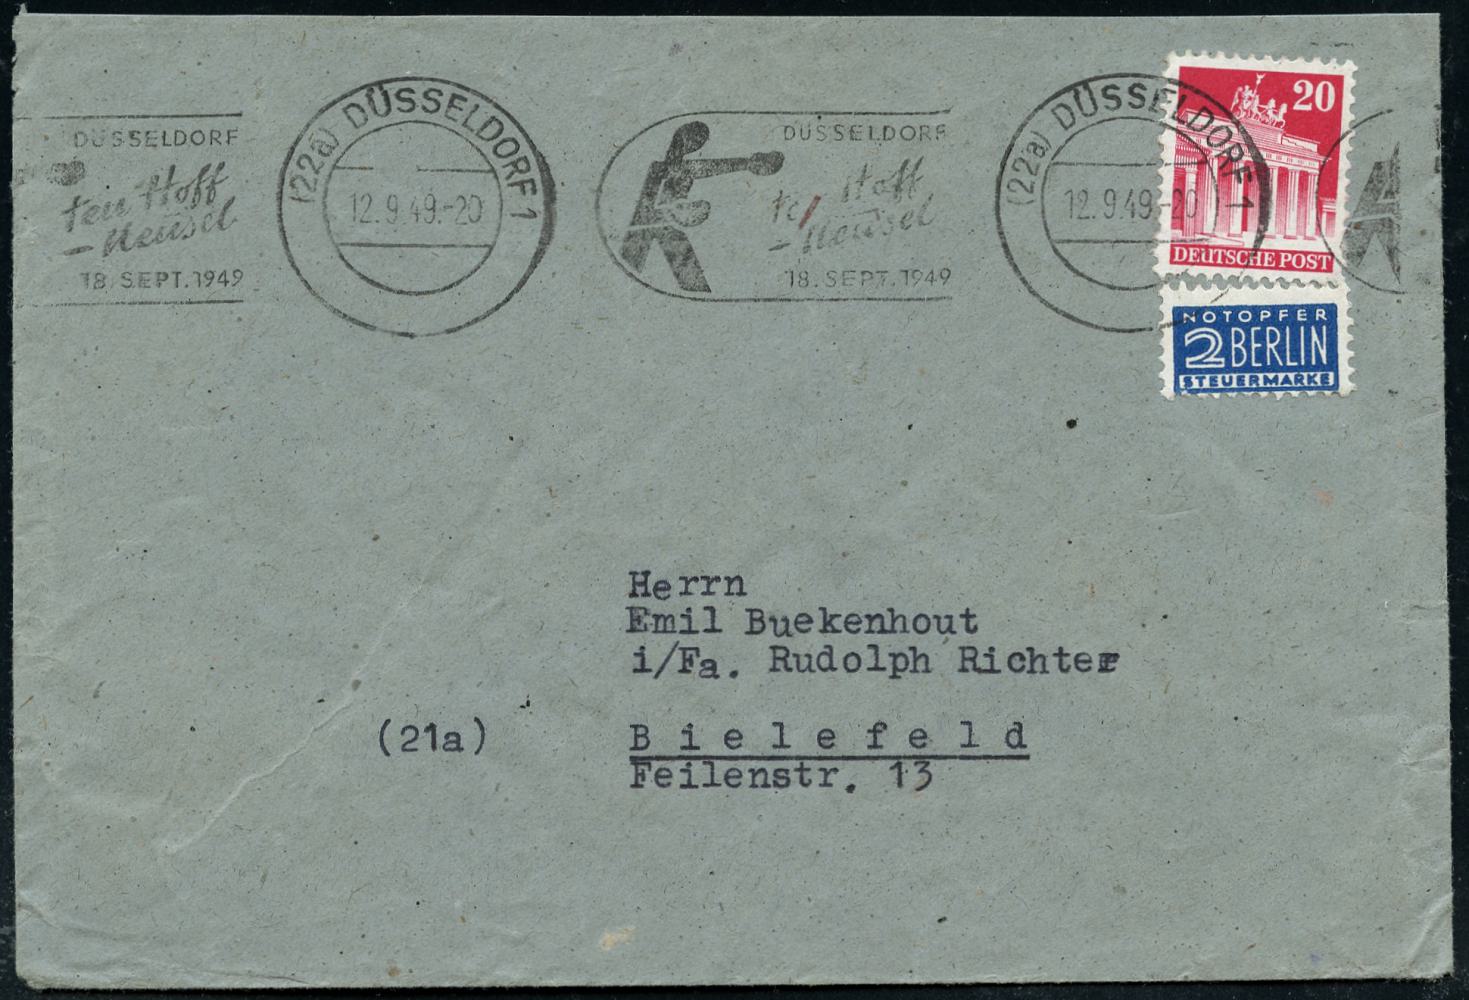 DÜSSELDORF
ten Hoff
- Neusel
18. SEPT. 1949
(22a) DÜSSELDORF 1
12.9.49.-20
DÜSSELDORF
ten Hoff
- Neusel
18. SEPT. 1949
(22a) DÜSSELDORF 1
12.9.49.-20
20
DEUTSCHE POST
NOTOPFER
2 BERLIN
STEUERMARKE
Herrn
Emil Buekenhout
i/Fa. Rudolph Richter
(21a) Bielefeld
Feilenstr. 13